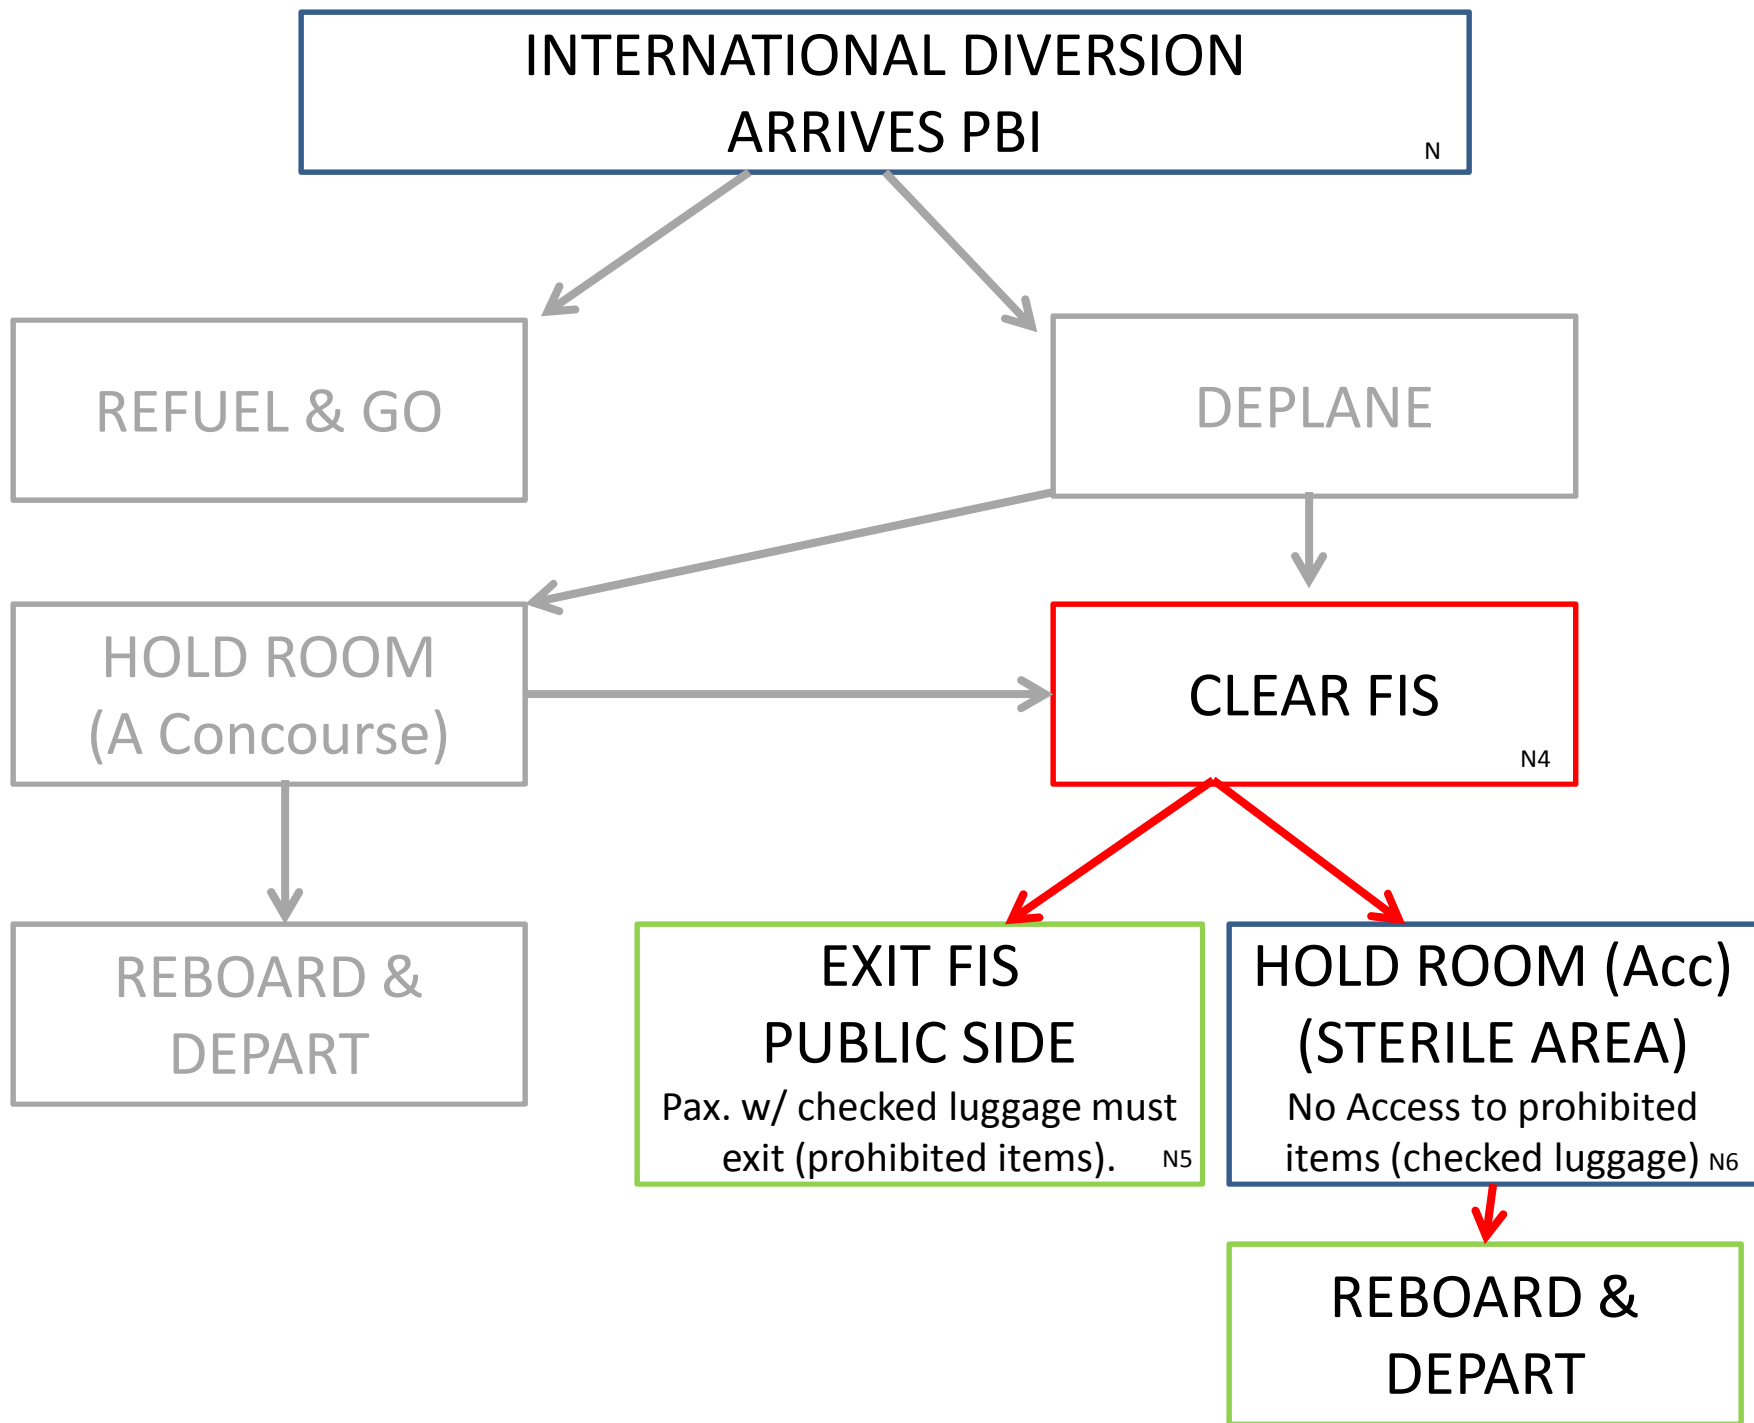 INTERNATIONAL DIVERSION
ARRIVES PBI
N
REFUEL & GO
DEPLANE
HOLD ROOM
(A Concourse)
CLEAR FIS
N4
REBOARD &
DEPART
EXIT FIS
PUBLIC SIDE
Pax. w/ checked luggage must
exit (prohibited items).
N5
HOLD ROOM (Acc)
(STERILE AREA)
No Access to prohibited
items (checked luggage)
N6
REBOARD &
DEPART